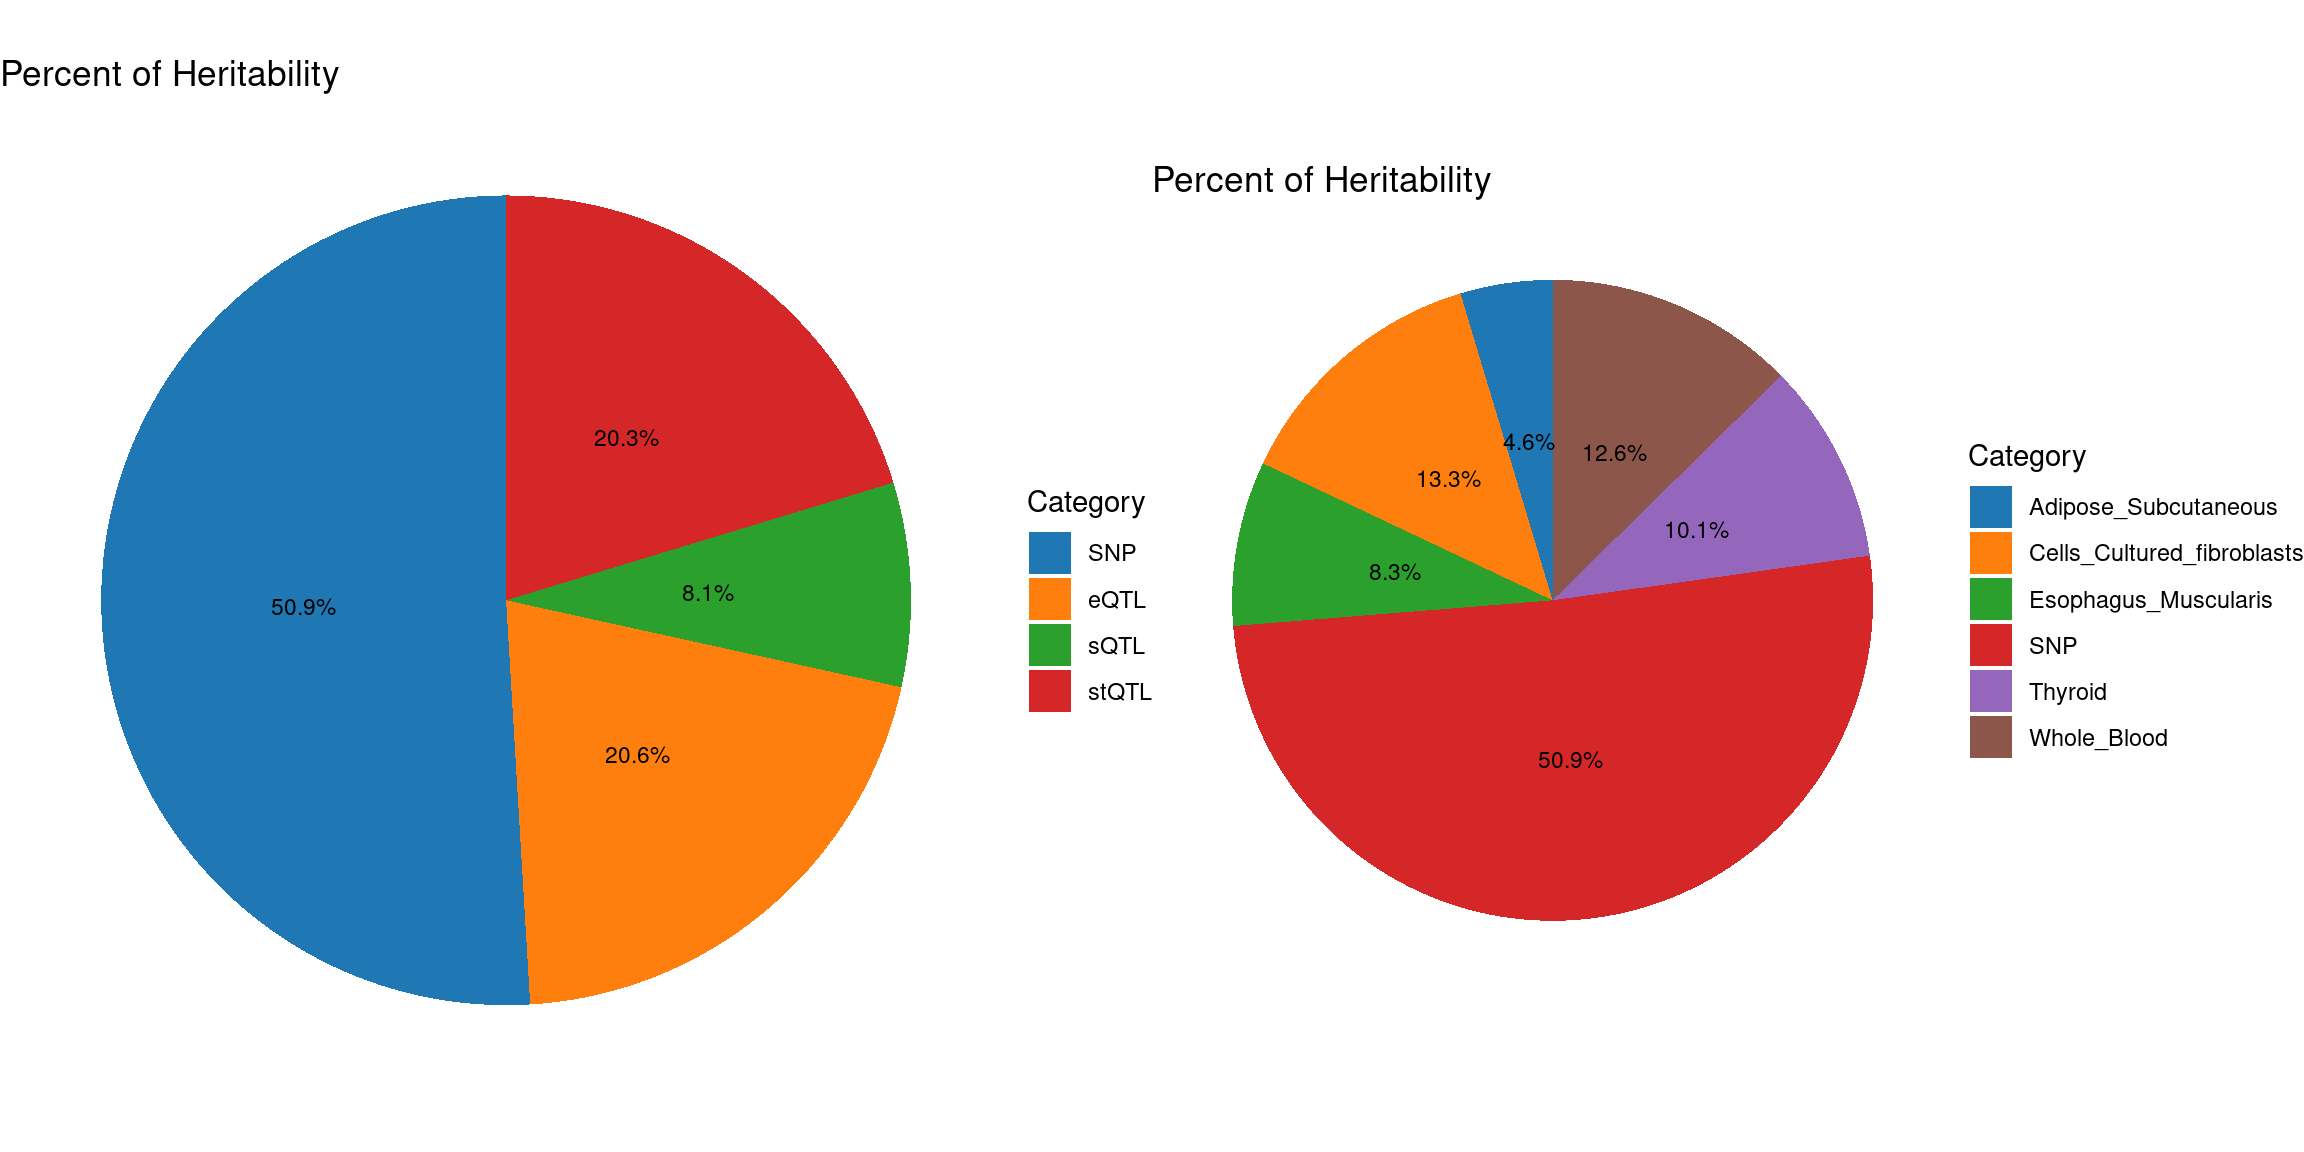 Percent of Heritability
20.3%
8.1%
50.9%
20.6%
Category
SNP
eQTL
sQTL
stQTL
Percent of Heritability
4.6%
12.6%
13.3%
10.1%
8.3%
50.9%
Category
Adipose_Subcutaneous
Cells_Cultured_fibroblasts
Esophagus_Muscularis
SNP
Thyroid
Whole_Blood